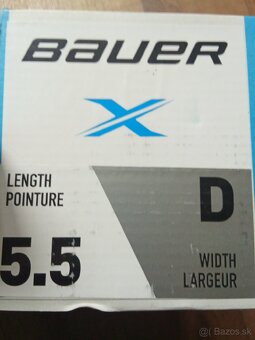 BAUER
X
LENGTH
POINTURE
5.5
D
WIDTH
LARGEUR
© Bazos.sk